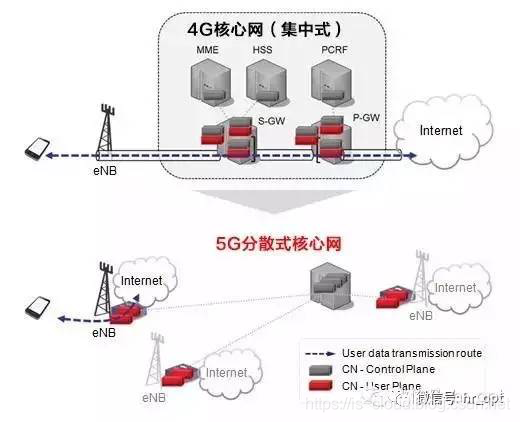 4G核心网（集中式）
MME
HSS
PCRF
S-GW
P-GW
Internet
eNB
5G分散式核心网
Internet
eNB
Internet
eNB
Internet
eNB
User data transmission route
CN - Control Plane
CN - User Plane
微信号: hr_opt